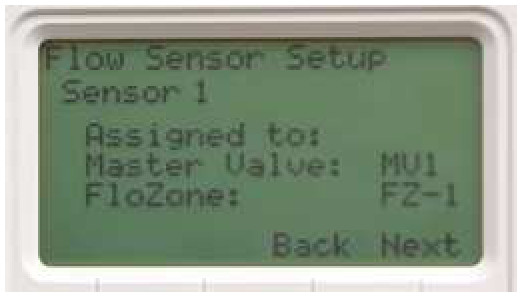 Flow Sensor Setup
Sensor 1
Assigned to:
Master Valve: MV1
FloZone: FZ-1
Back Next